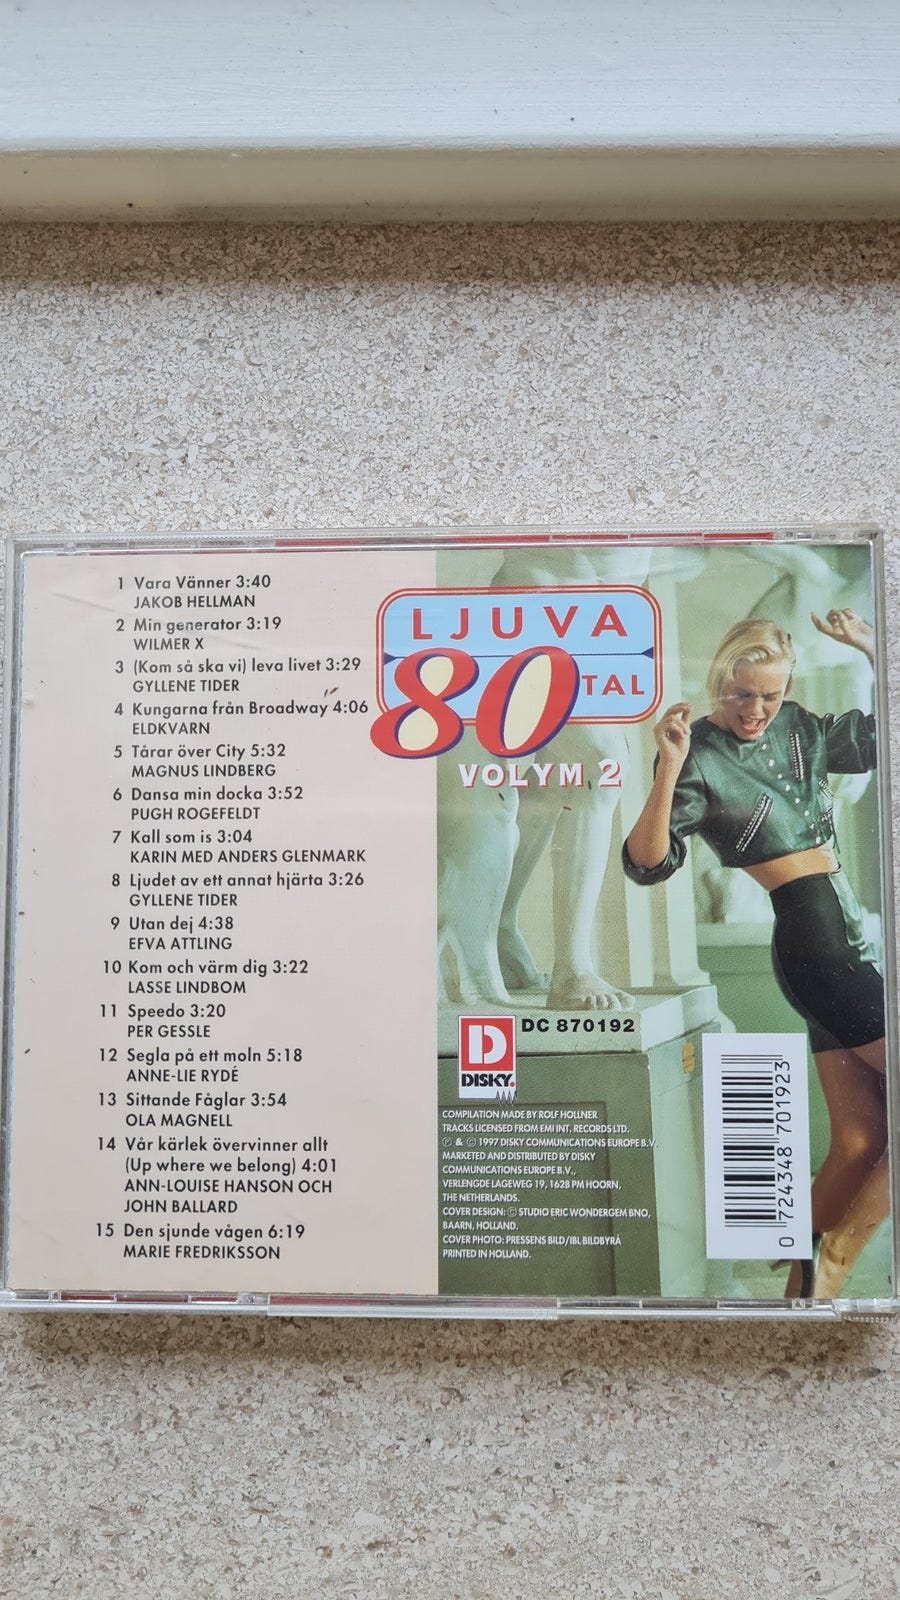 1 Vara Vänner 3:40
JAKOB HELLMAN
2 Min generator 3:19
WILMER X
3 (Kom så ska vi) leva livet 3:29
GYLLENE TIDER
4 Kungarna från Broadway 4:06
ELDKVARN
5 Tårar över City 5:32
MAGNUS LINDBERG
6 Dansa min docka 3:52
PUGH ROGEFELDT
7 Kall som is 3:04
KARIN MED ANDERS GLENMARK
8 Ljudet av ett annat hjärta 3:26
GYLLENE TIDER
9 Utan dej 4:38
EFVA ATTLING
10 Kom och värm dig 3:22
LASSE LINDBOM
11 Speedo 3:20
PER GESSLE
12 Segla på ett moln 5:18
ANNE-LIE RYDÉ
13 Sittande Fåglar 3:54
OLA MAGNELL
14 Vår kärlek övervinner allt
(Up where we belong) 4:01
ANN-LOUISE HANSON OCH
JOHN BALLARD
15 Den sjunde vågen 6:19
MARIE FREDRIKSSON
LJUVA
80 TAL
VOLYM 2
D
DISKY.
DC 870192
COMPILATION MADE BY ROLF HOLLNER
TRACKS LICENSED FROM EMI INT. RECORDS LTD.
Ⓟ & © 1997 DISKY COMMUNICATIONS EUROPE B.V.
MARKETED AND DISTRIBUTED BY DISKY
COMMUNICATIONS EUROPE B.V.,
VERLENGDE LAGEWEG 19, 1628 PM HOORN,
THE NETHERLANDS.
COVER DESIGN: © STUDIO ERIC WONDERGEM BNO,
BAARN, HOLLAND.
COVER PHOTO: PRESSENS BILD/IBL BILDBYRÅ
PRINTED IN HOLLAND.
0 724348 701923